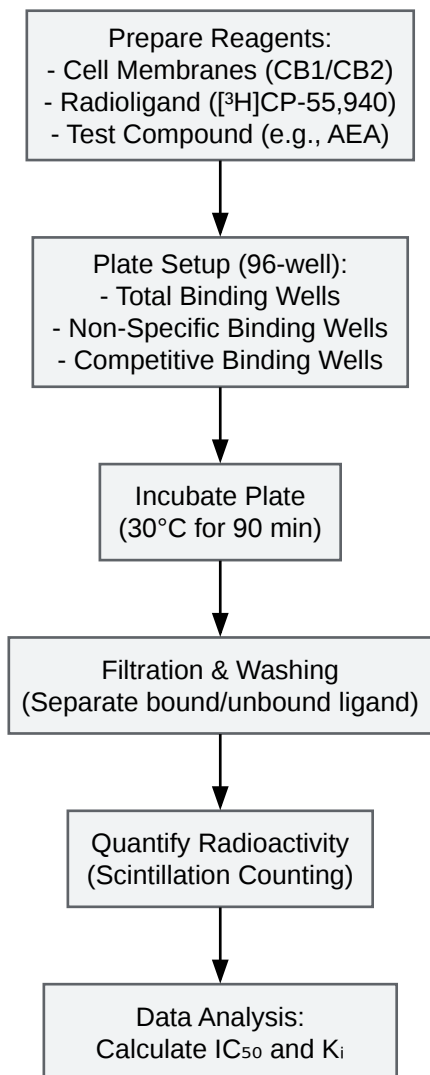 Prepare Reagents:
- Cell Membranes (CB1/CB2)
- Radioligand ([³H]CP-55,940)
- Test Compound (e.g., AEA)
Plate Setup (96-well):
- Total Binding Wells
- Non-Specific Binding Wells
- Competitive Binding Wells
Incubate Plate
(30°C for 90 min)
Filtration & Washing
(Separate bound/unbound ligand)
Quantify Radioactivity
(Scintillation Counting)
Data Analysis:
Calculate IC₅₀ and Kᵢ